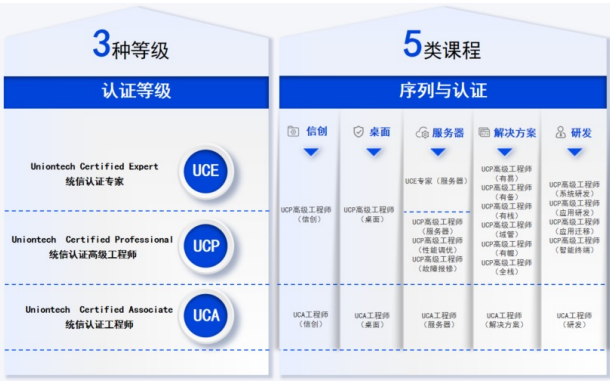 3种等级
认证等级
Uniontech Certified Expert
统信认证专家
UCE
Uniontech Certified Professional
统信认证高级工程师
UCP
Uniontech Certified Associate
统信认证工程师
UCA
5类课程
序列与认证
信创
桌面
服务器
解决方案
研发
UCP高级工程师
（信创）
UCP高级工程师
（桌面）
UCE专家（服务器）
UCP高级工程师
（服务器）
UCP高级工程师
（性能调优）
UCP高级工程师
（故障报修）
UCP高级工程师
（有易）
UCP高级工程师
（有备）
UCP高级工程师
（有栈）
UCP高级工程师
（域管）
UCP高级工程师
（有幄）
UCP高级工程师
（全栈）
UCP高级工程师
（系统研发）
UCP高级工程师
（应用研发）
UCP高级工程师
（应用迁移）
UCP高级工程师
（智能终端）
UCA工程师
（信创）
UCA工程师
（桌面）
UCA工程师
（服务器）
UCA工程师
（解决方案）
UCA工程师
（研发）